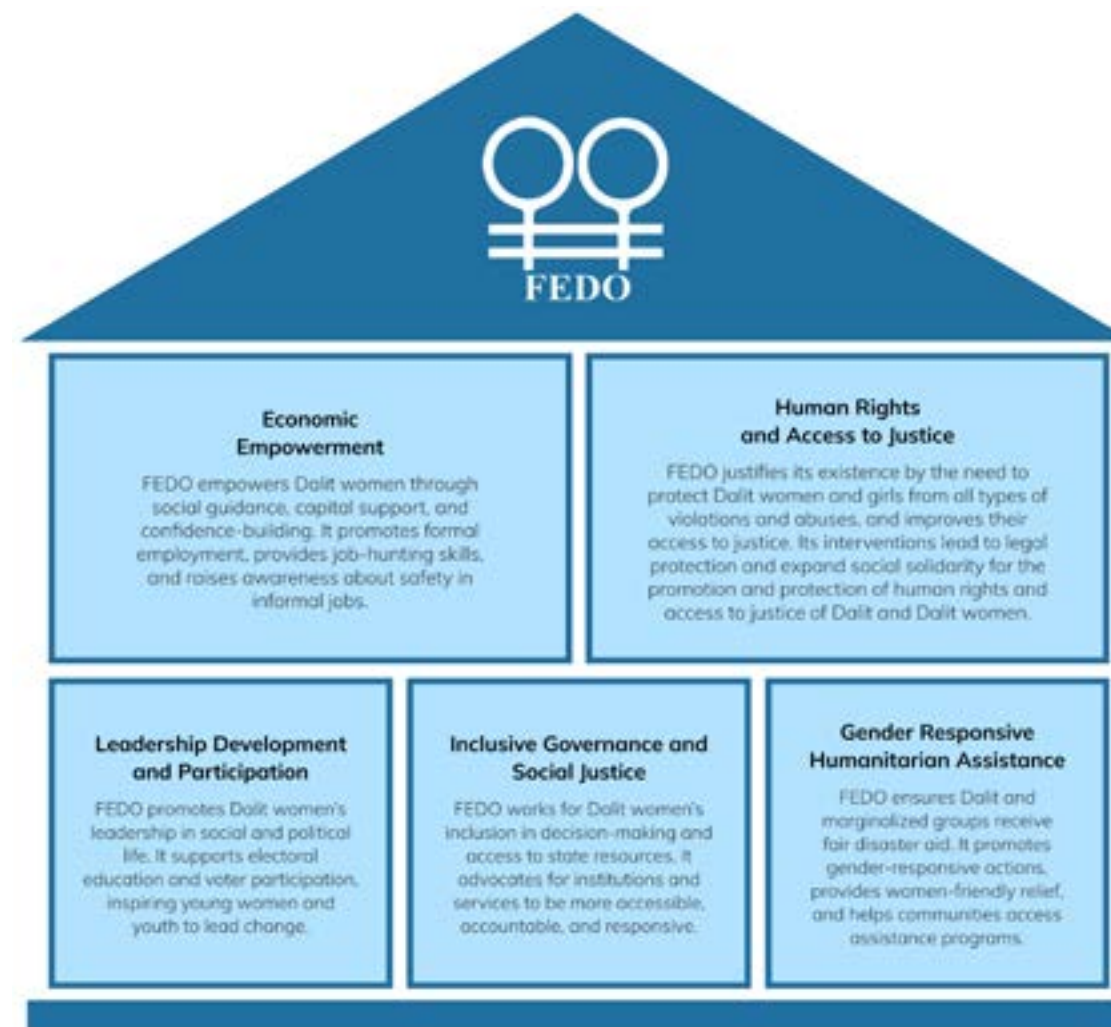 FEDO
Economic
Empowerment
FEDO empowers Dalit women through
social guidance, capital support, and
confidence-building. It promotes formal
employment, provides job-hunting skills,
and raises awareness about safety in
informal jobs.
Human Rights
and Access to Justice
FEDO justifies its existence by the need to
protect Dalit women and girls from all types of
violations and abuses, and improves their
access to justice. Its interventions lead to legal
protection and expand social solidarity for the
promotion and protection of human rights and
access to justice of Dalit and Dalit women.
Leadership Development
and Participation
FEDO promotes Dalit women's
leadership in social and political
life. It supports electoral
education and voter participation,
inspiring young women and
youth to lead change.
Inclusive Governance and
Social Justice
FEDO works for Dalit women's
inclusion in decision-making and
access to state resources. It
advocates for institutions and
services to be more accessible,
accountable, and responsive.
Gender Responsive
Humanitarian Assistance
FEDO ensures Dalit and
marginalized groups receive
fair disaster aid. It promotes
gender-responsive actions,
provides women-friendly relief,
and helps communities access
assistance programs.